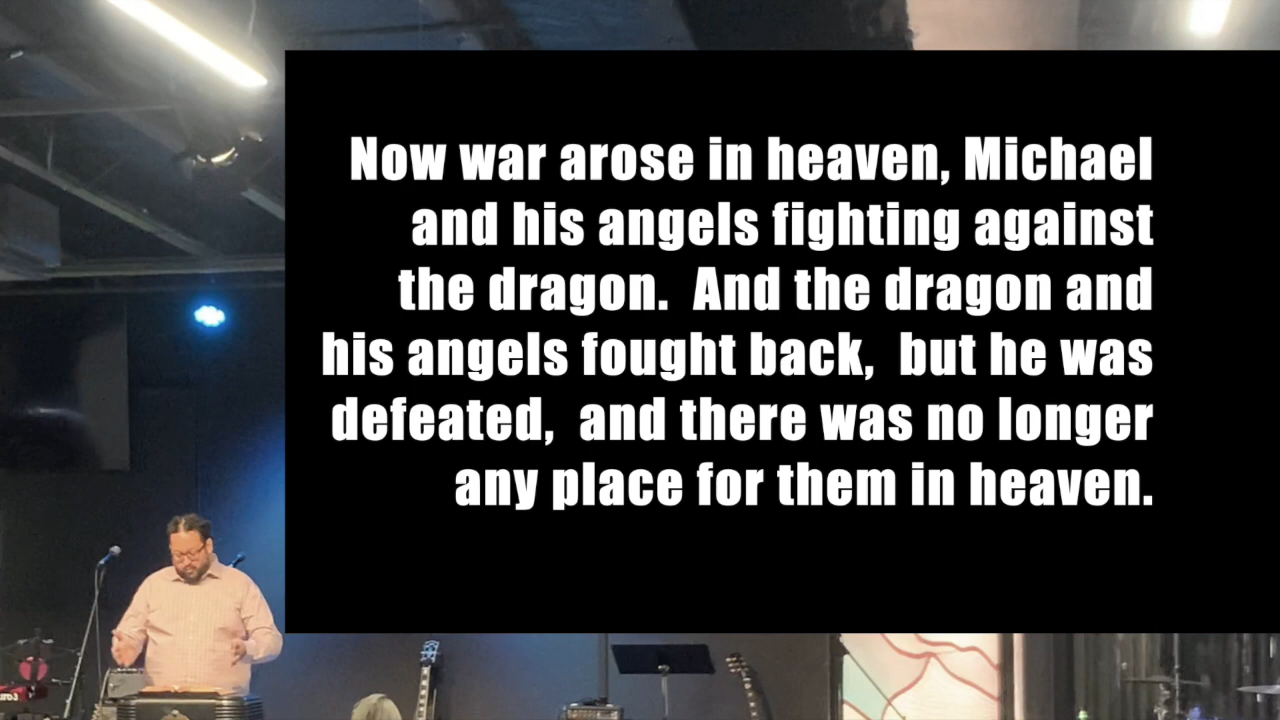 Now war arose in heaven, Michael
and his angels fighting against
the dragon.  And the dragon and
his angels fought back,  but he was
defeated,  and there was no longer
any place for them in heaven.